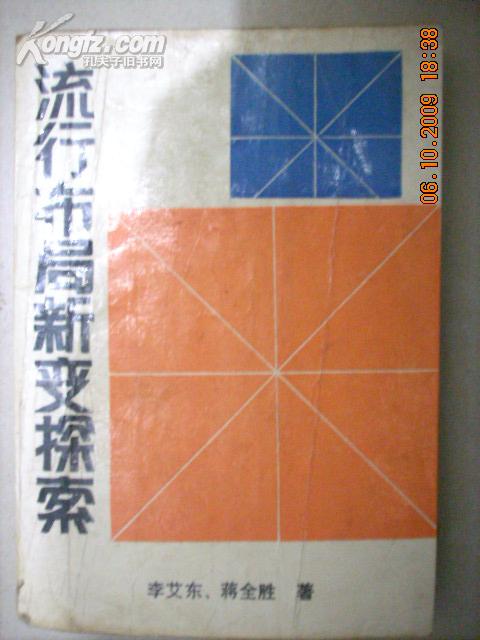 Kongfz.com
孔夫子旧书网
流行布局新变探索
李艾东、蒋全胜 著
06.10.2009 18:38